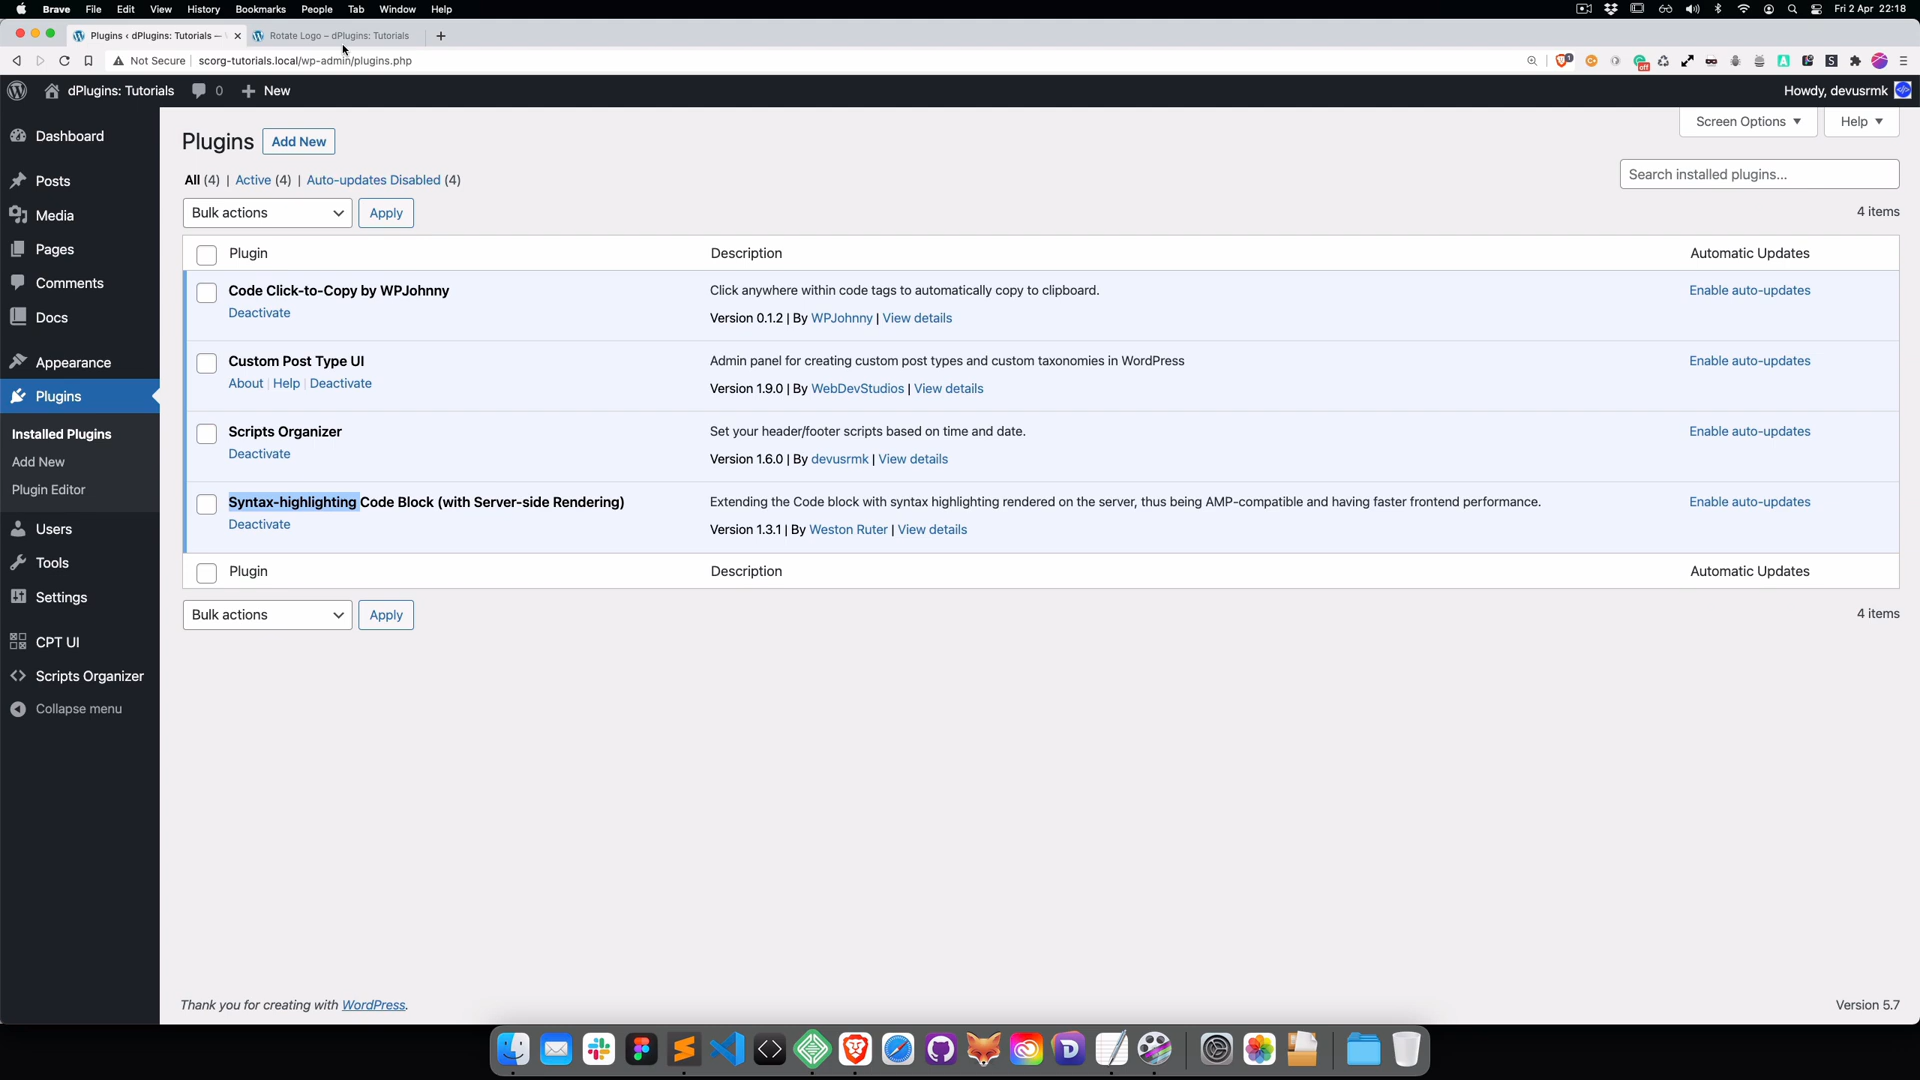 Brave File Edit View History Bookmarks People Tab Window Help Fri 2 Apr 22:18
Plugins ‹ dPlugins: Tutorials — Rotate Logo – dPlugins: Tutorials
Not Secure scorg-tutorials.local/wp-admin/plugins.php
dPlugins: Tutorials 0 New Howdy, devusrmk
Screen Options Help
Dashboard
Posts
Media
Pages
Comments
Docs
Appearance
Plugins
Installed Plugins
Add New
Plugin Editor
Users
Tools
Settings
CPT UI
Scripts Organizer
Collapse menu
Plugins Add New
All (4) | Active (4) | Auto-updates Disabled (4)
Search installed plugins...
Bulk actions Apply 4 items
Plugin Description Automatic Updates
Code Click-to-Copy by WPJohnny Click anywhere within code tags to automatically copy to clipboard. Enable auto-updates
Deactivate Version 0.1.2 | By WPJohnny | View details
Custom Post Type UI Admin panel for creating custom post types and custom taxonomies in WordPress Enable auto-updates
About | Help | Deactivate Version 1.9.0 | By WebDevStudios | View details
Scripts Organizer Set your header/footer scripts based on time and date. Enable auto-updates
Deactivate Version 1.6.0 | By devusrmk | View details
Syntax-highlighting Code Block (with Server-side Rendering) Extending the Code block with syntax highlighting rendered on the server, thus being AMP-compatible and having faster frontend performance. Enable auto-updates
Deactivate Version 1.3.1 | By Weston Ruter | View details
Plugin Description Automatic Updates
Bulk actions Apply 4 items
Thank you for creating with WordPress. Version 5.7